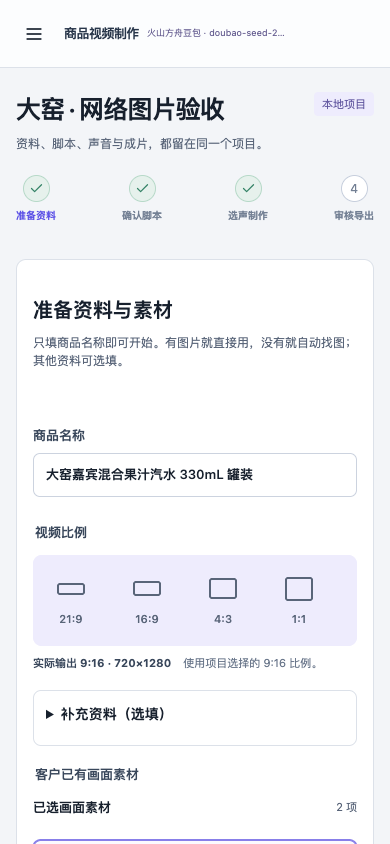 商品视频制作 火山方舟豆包 · doubao-seed-2...
大窑 · 网络图片验收
本地项目
资料、脚本、声音与成片，都留在同一个项目。
4
准备资料 确认脚本 选声制作 审核导出
准备资料与素材
只填商品名称即可开始。有图片就直接用，没有就自动找图；
其他资料可选填。
商品名称
大窑嘉宾混合果汁汽水 330mL 罐装
视频比例
21:9 16:9 4:3 1:1
实际输出 9:16 · 720×1280 使用项目选择的 9:16 比例。
▶ 补充资料（选填）
客户已有画面素材
已选画面素材 2 项